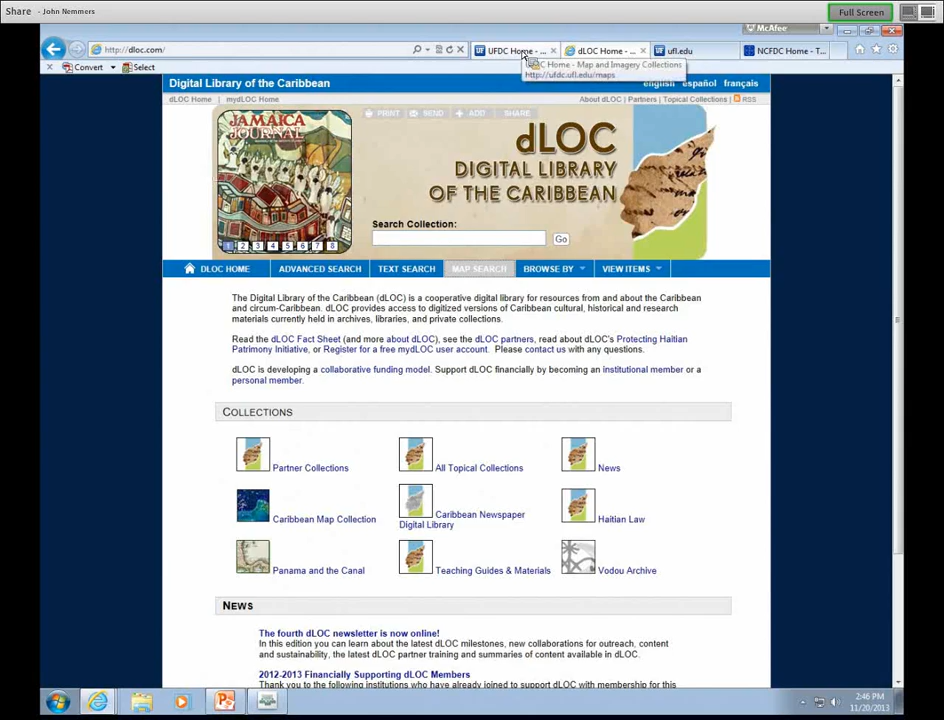 Share - John Nemmers
Full Screen
McAfee
http://dloc.com/
UFDC Home - ...
dLOC Home - ...
ufl.edu
NCFDC Home - T...
Convert
Select
C Home - Map and Imagery Collections
http://ufdc.ufl.edu/maps
Digital Library of the Caribbean
english español français
dLOC Home | myDLOC Home
About dLOC | Partners | Topical Collections | RSS
PRINT SEND ADD SHARE
JAMAICA
JOURNAL
dLOC
DIGITAL LIBRARY
OF THE CARIBBEAN
Search Collection:
Go
1 2 3 4 5 6 7 8
DLOC HOME ADVANCED SEARCH TEXT SEARCH MAP SEARCH BROWSE BY VIEW ITEMS
The Digital Library of the Caribbean (dLOC) is a cooperative digital library for resources from and about the Caribbean
and circum-Caribbean. dLOC provides access to digitized versions of Caribbean cultural, historical and research
materials currently held in archives, libraries, and private collections.
Read the dLOC Fact Sheet (and more about dLOC), see the dLOC partners, read about dLOC's Protecting Haitian
Patrimony Initiative, or Register for a free mydLOC user account. Please contact us with any questions.
dLOC is developing a collaborative funding model. Support dLOC financially by becoming an institutional member or a
personal member.
COLLECTIONS
Partner Collections
All Topical Collections
News
Caribbean Map Collection
Caribbean Newspaper
Digital Library
Haitian Law
Panama and the Canal
Teaching Guides & Materials
Vodou Archive
NEWS
The fourth dLOC newsletter is now online!
In this edition you can learn about the latest dLOC milestones, new collaborations for outreach, content
and sustainability, the latest dLOC partner training and summaries of content available in dLOC.
2012-2013 Financially Supporting dLOC Members
Thank you to the following institutions who have already joined to support dLOC with membership for this
2:46 PM
11/20/2013